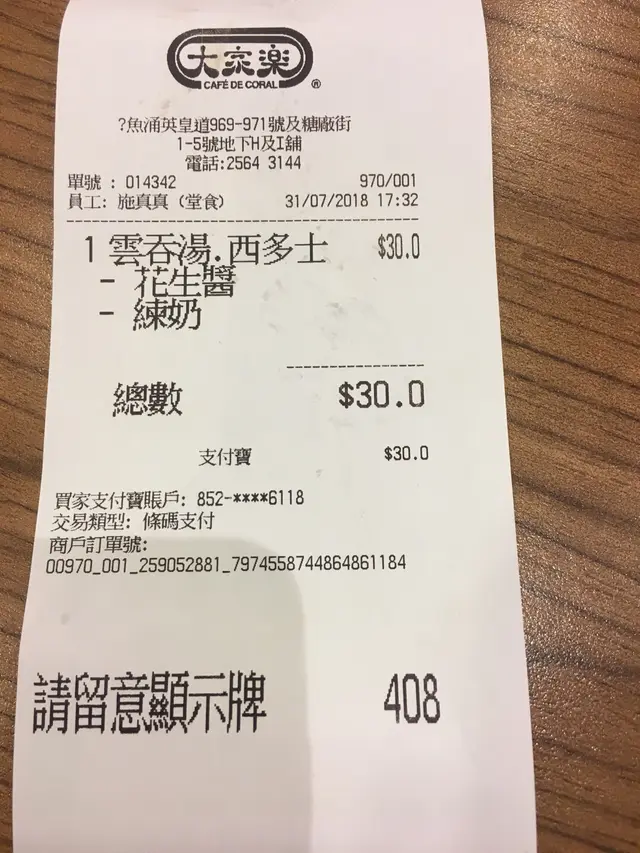 大家樂
CAFÉ DE CORAL ®
?魚涌英皇道969-971號及糖廠街
1-5號地下H及I舖
電話:2564 3144
單號 : 014342 970/001
員工: 施真真 (堂食) 31/07/2018 17:32
1 雲吞湯.西多士 $30.0
- 花生醬
- 練奶
總數 $30.0
支付寶 $30.0
買家支付寶賬戶: 852-****6118
交易類型: 條碼支付
商戶訂單號:
00970_001_259052881_7974558744864861184
請留意顯示牌 408